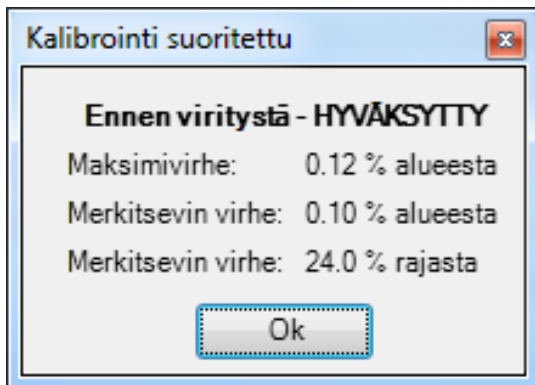 Kalibrointi suoritettu
Ennen viritystä - HYVÄKSYTTY
Maksimivirhe: 0.12 % alueesta
Merkitsevin virhe: 0.10 % alueesta
Merkitsevin virhe: 24.0 % rajasta
Ok